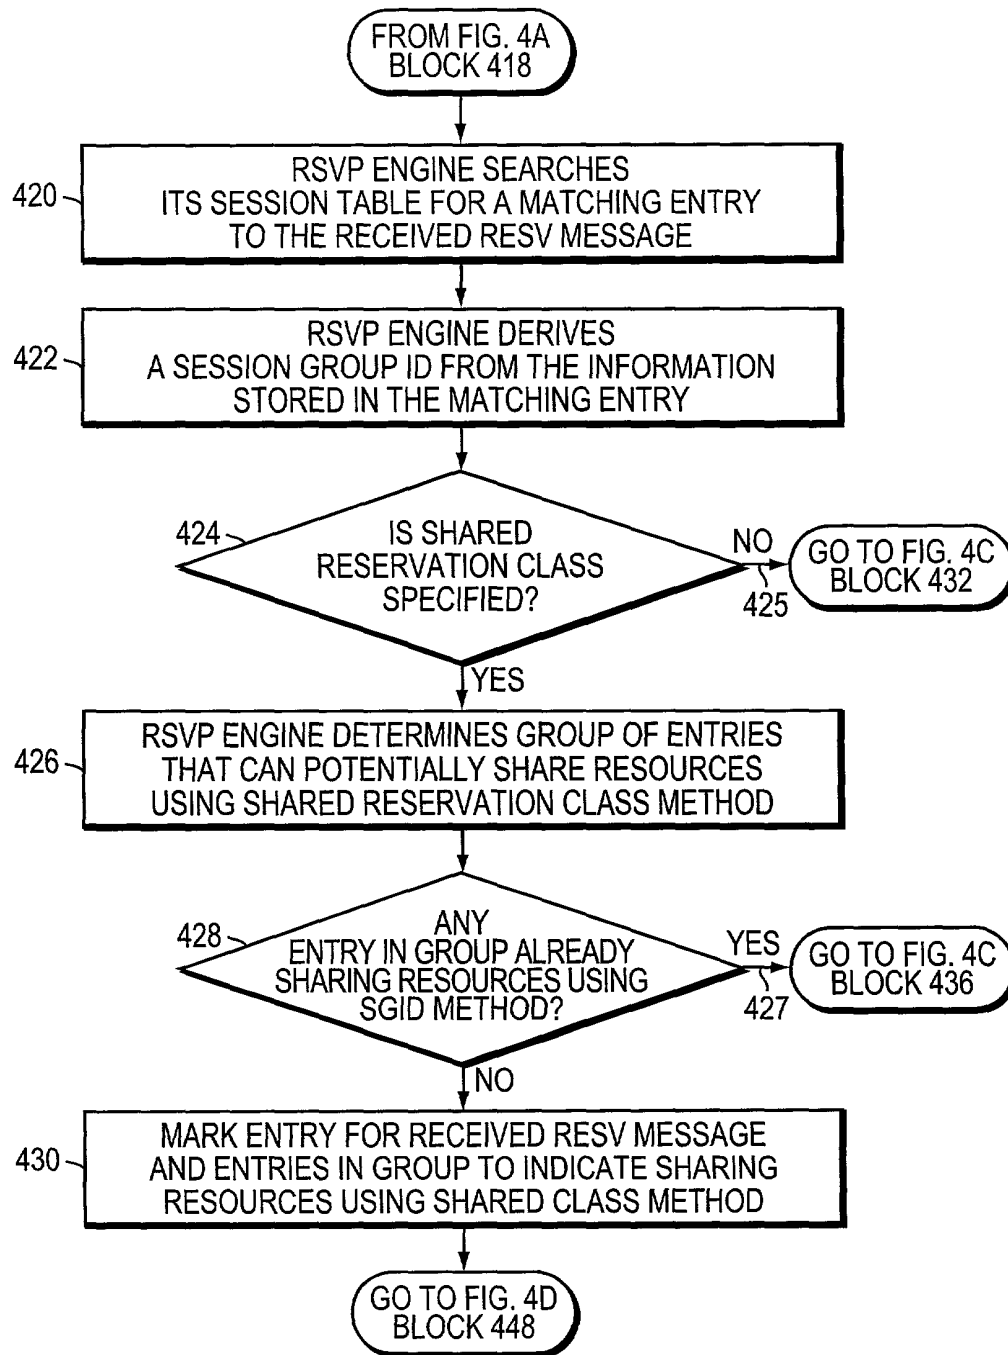 FROM FIG. 4A
BLOCK 418
420
RSVP ENGINE SEARCHES
ITS SESSION TABLE FOR A MATCHING ENTRY
TO THE RECEIVED RESV MESSAGE
422
RSVP ENGINE DERIVES
A SESSION GROUP ID FROM THE INFORMATION
STORED IN THE MATCHING ENTRY
424
IS SHARED
RESERVATION CLASS
SPECIFIED?
NO
425
GO TO FIG. 4C
BLOCK 432
YES
426
RSVP ENGINE DETERMINES GROUP OF ENTRIES
THAT CAN POTENTIALLY SHARE RESOURCES
USING SHARED RESERVATION CLASS METHOD
428
ANY
ENTRY IN GROUP ALREADY
SHARING RESOURCES USING
SGID METHOD?
YES
427
GO TO FIG. 4C
BLOCK 436
NO
430
MARK ENTRY FOR RECEIVED RESV MESSAGE
AND ENTRIES IN GROUP TO INDICATE SHARING
RESOURCES USING SHARED CLASS METHOD
GO TO FIG. 4D
BLOCK 448